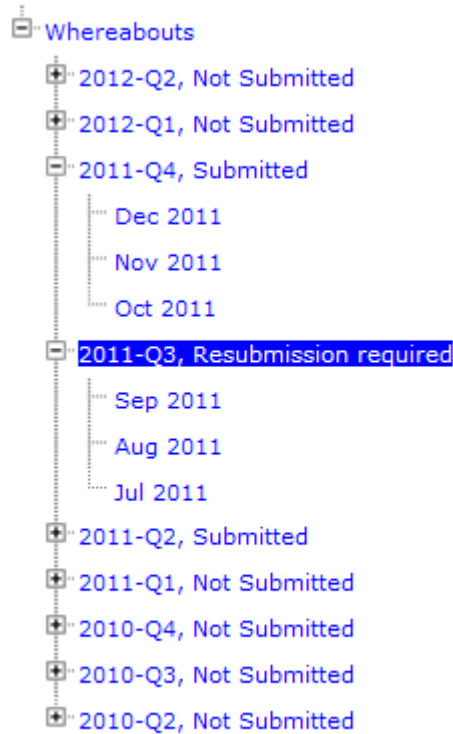 Whereabouts
2012-Q2, Not Submitted
2012-Q1, Not Submitted
2011-Q4, Submitted
Dec 2011
Nov 2011
Oct 2011
2011-Q3, Resubmission required
Sep 2011
Aug 2011
Jul 2011
2011-Q2, Submitted
2011-Q1, Not Submitted
2010-Q4, Not Submitted
2010-Q3, Not Submitted
2010-Q2, Not Submitted